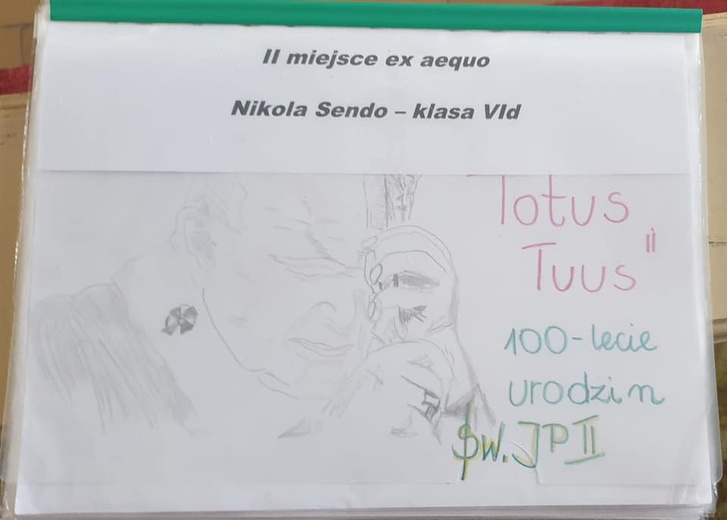 II miejsce ex aequo
Nikola Sendo – klasa VId
Totus
Tuus"
100-lecie
urodzin
Św. JP II